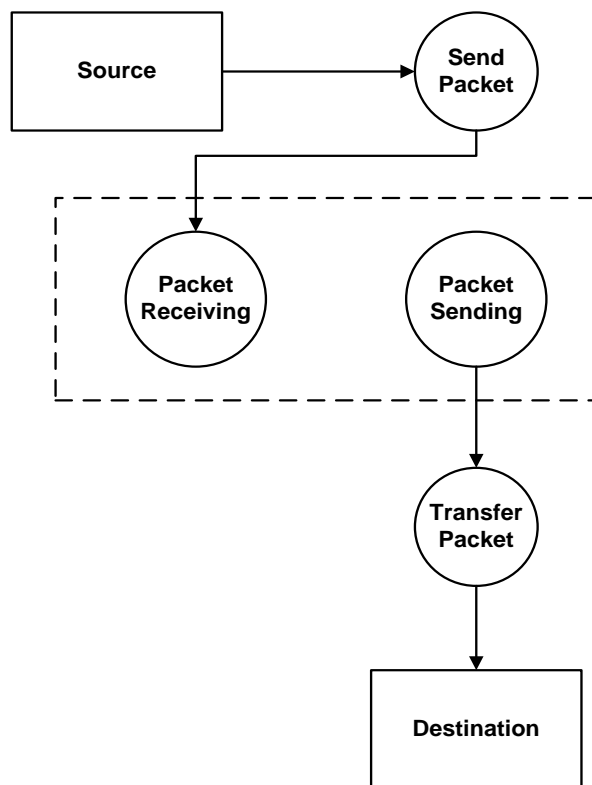 Source
Send
Packet
Packet
Receiving
Packet
Sending
Transfer
Packet
Destination